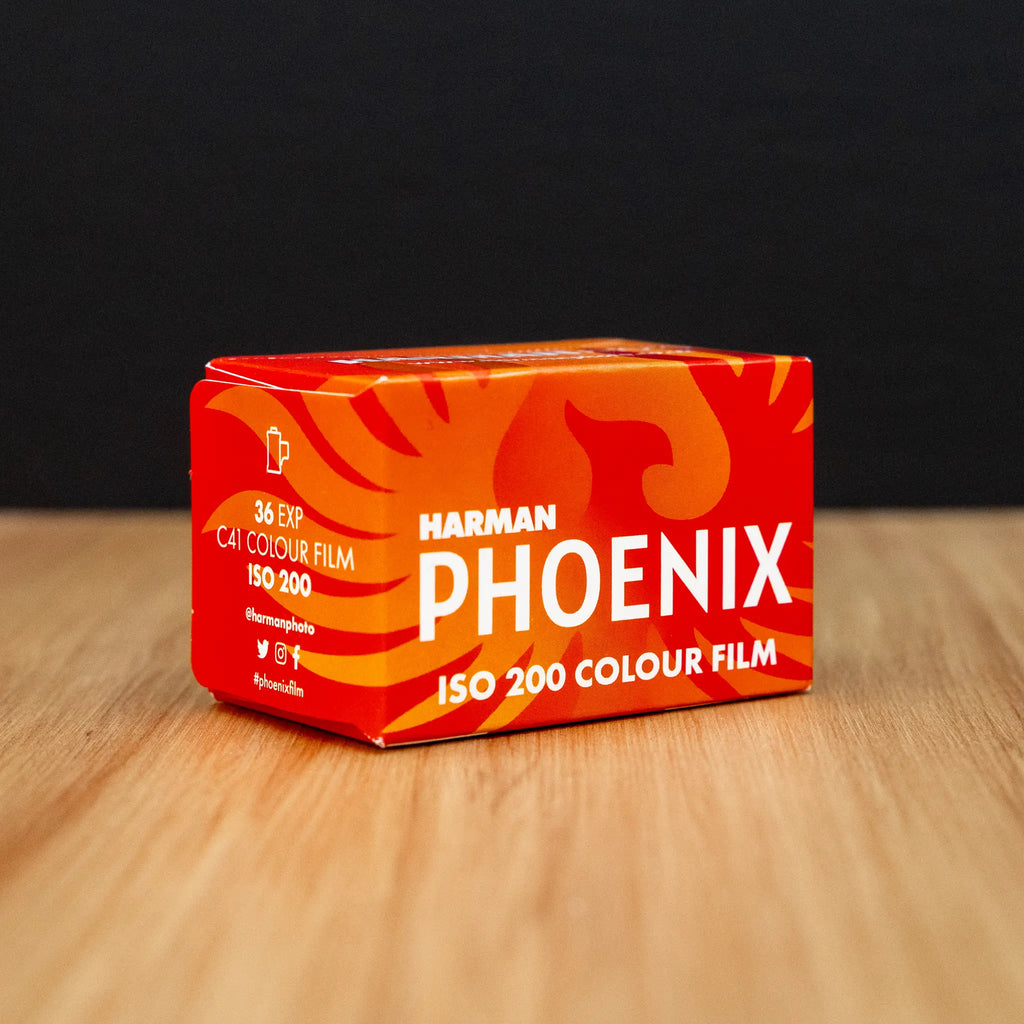 36 EXP
C41 COLOUR FILM
ISO 200
@harmanphoto
#phoenixfilm
HARMAN
PHOENIX
ISO 200 COLOUR FILM